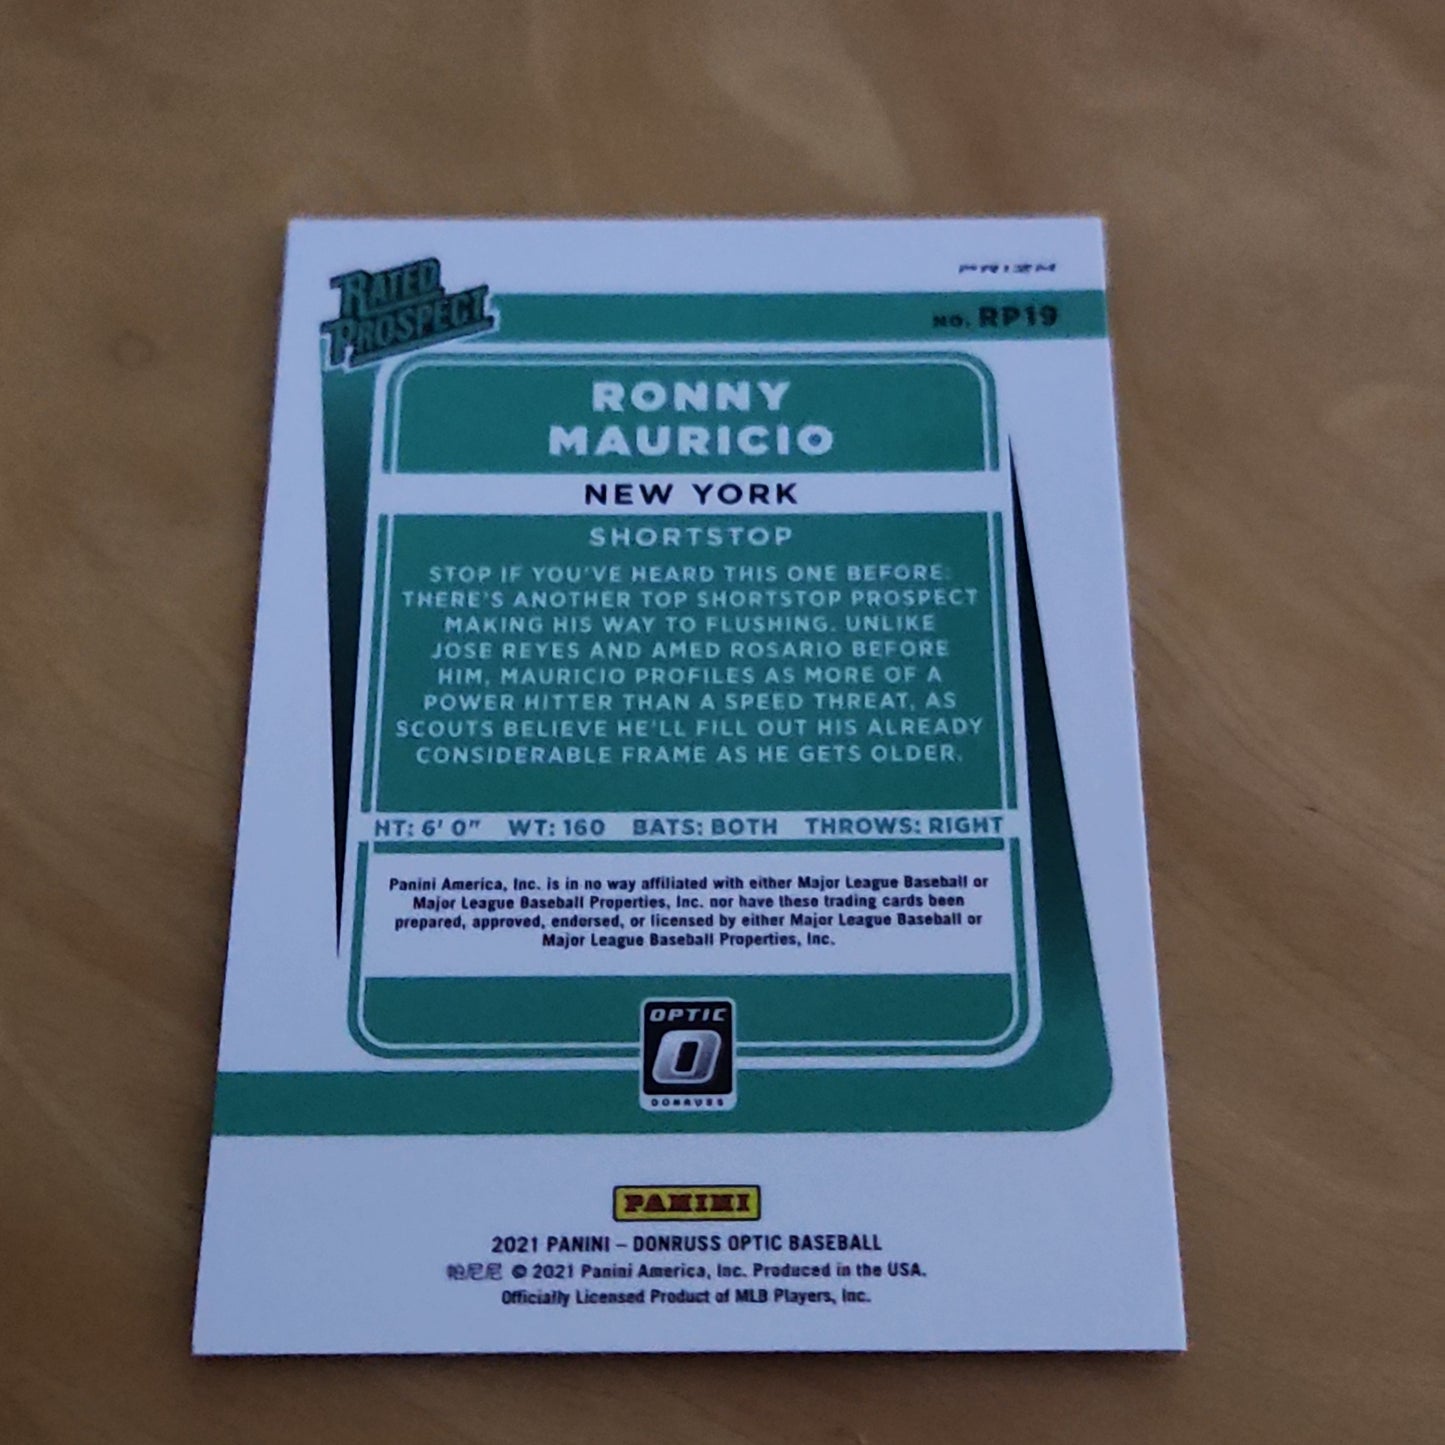 RATED
PROSPECT
PRIZM
NO. RP19
RONNY
MAURICIO
NEW YORK
SHORTSTOP
STOP IF YOU'VE HEARD THIS ONE BEFORE:
THERE'S ANOTHER TOP SHORTSTOP PROSPECT
MAKING HIS WAY TO FLUSHING. UNLIKE
JOSE REYES AND AMED ROSARIO BEFORE
HIM, MAURICIO PROFILES AS MORE OF A
POWER HITTER THAN A SPEED THREAT, AS
SCOUTS BELIEVE HE'LL FILL OUT HIS ALREADY
CONSIDERABLE FRAME AS HE GETS OLDER.
HT: 6' 0" WT: 160 BATS: BOTH THROWS: RIGHT
Panini America, Inc. is in no way affiliated with either Major League Baseball or
Major League Baseball Properties, Inc. nor have these trading cards been
prepared, approved, endorsed, or licensed by either Major League Baseball or
Major League Baseball Properties, Inc.
OPTIC
O
DONRUSS
PANINI
2021 PANINI – DONRUSS OPTIC BASEBALL
帕尼尼 © 2021 Panini America, Inc. Produced in the USA.
Officially Licensed Product of MLB Players, Inc.